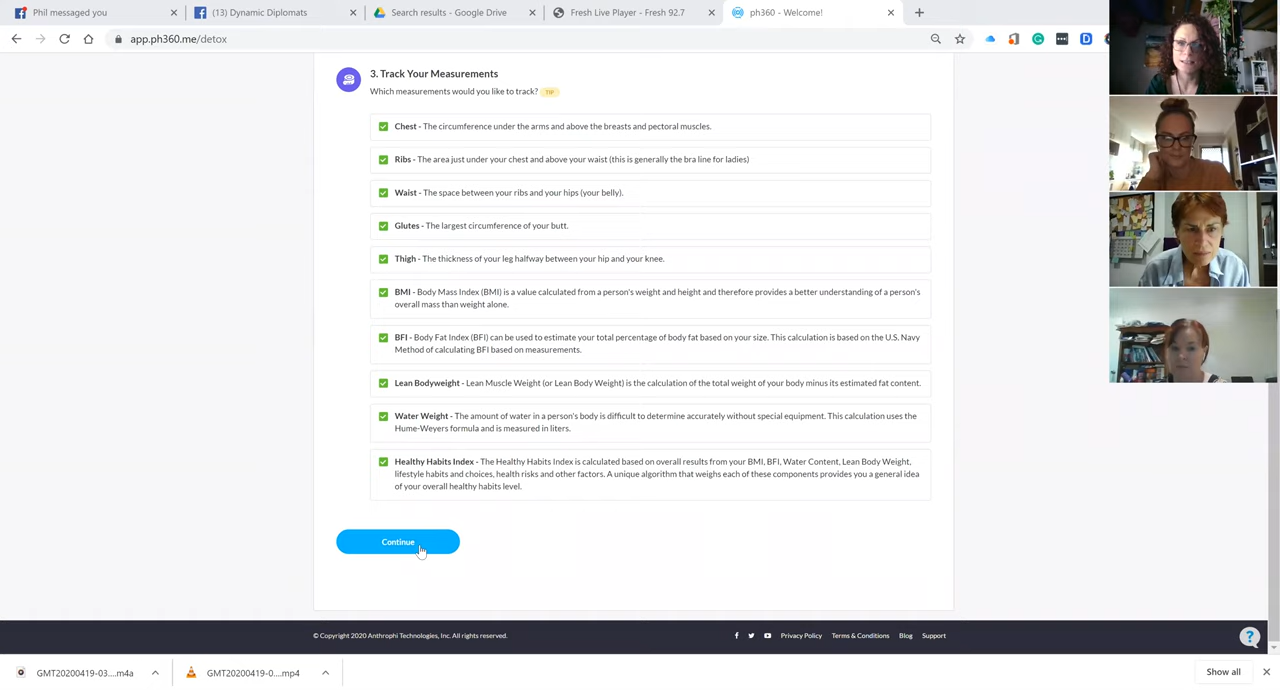 Phil messaged you
(13) Dynamic Diplomats
Search results - Google Drive
Fresh Live Player - Fresh 92.7
ph360 - Welcome!
app.ph360.me/detox
3. Track Your Measurements
Which measurements would you like to track? TIP
Chest - The circumference under the arms and above the breasts and pectoral muscles.
Ribs - The area just under your chest and above your waist (this is generally the bra line for ladies)
Waist - The space between your ribs and your hips (your belly).
Glutes - The largest circumference of your butt.
Thigh - The thickness of your leg halfway between your hip and your knee.
BMI - Body Mass Index (BMI) is a value calculated from a person's weight and height and therefore provides a better understanding of a person's
overall mass than weight alone.
BFI - Body Fat Index (BFI) can be used to estimate your total percentage of body fat based on your size. This calculation is based on the U.S. Navy
Method of calculating BFI based on measurements.
Lean Bodyweight - Lean Muscle Weight (or Lean Body Weight) is the calculation of the total weight of your body minus its estimated fat content.
Water Weight - The amount of water in a person's body is difficult to determine accurately without special equipment. This calculation uses the
Hume-Weyers formula and is measured in liters.
Healthy Habits Index - The Healthy Habits Index is calculated based on overall results from your BMI, BFI, Water Content, Lean Body Weight,
lifestyle habits and choices, health risks and other factors. A unique algorithm that weighs each of these components provides you a general idea
of your overall healthy habits level.
Continue
© Copyright 2020 Anthrophi Technologies, Inc. All rights reserved.
Privacy Policy Terms & Conditions Blog Support
GMT20200419-03....m4a
GMT20200419-0....mp4
Show all